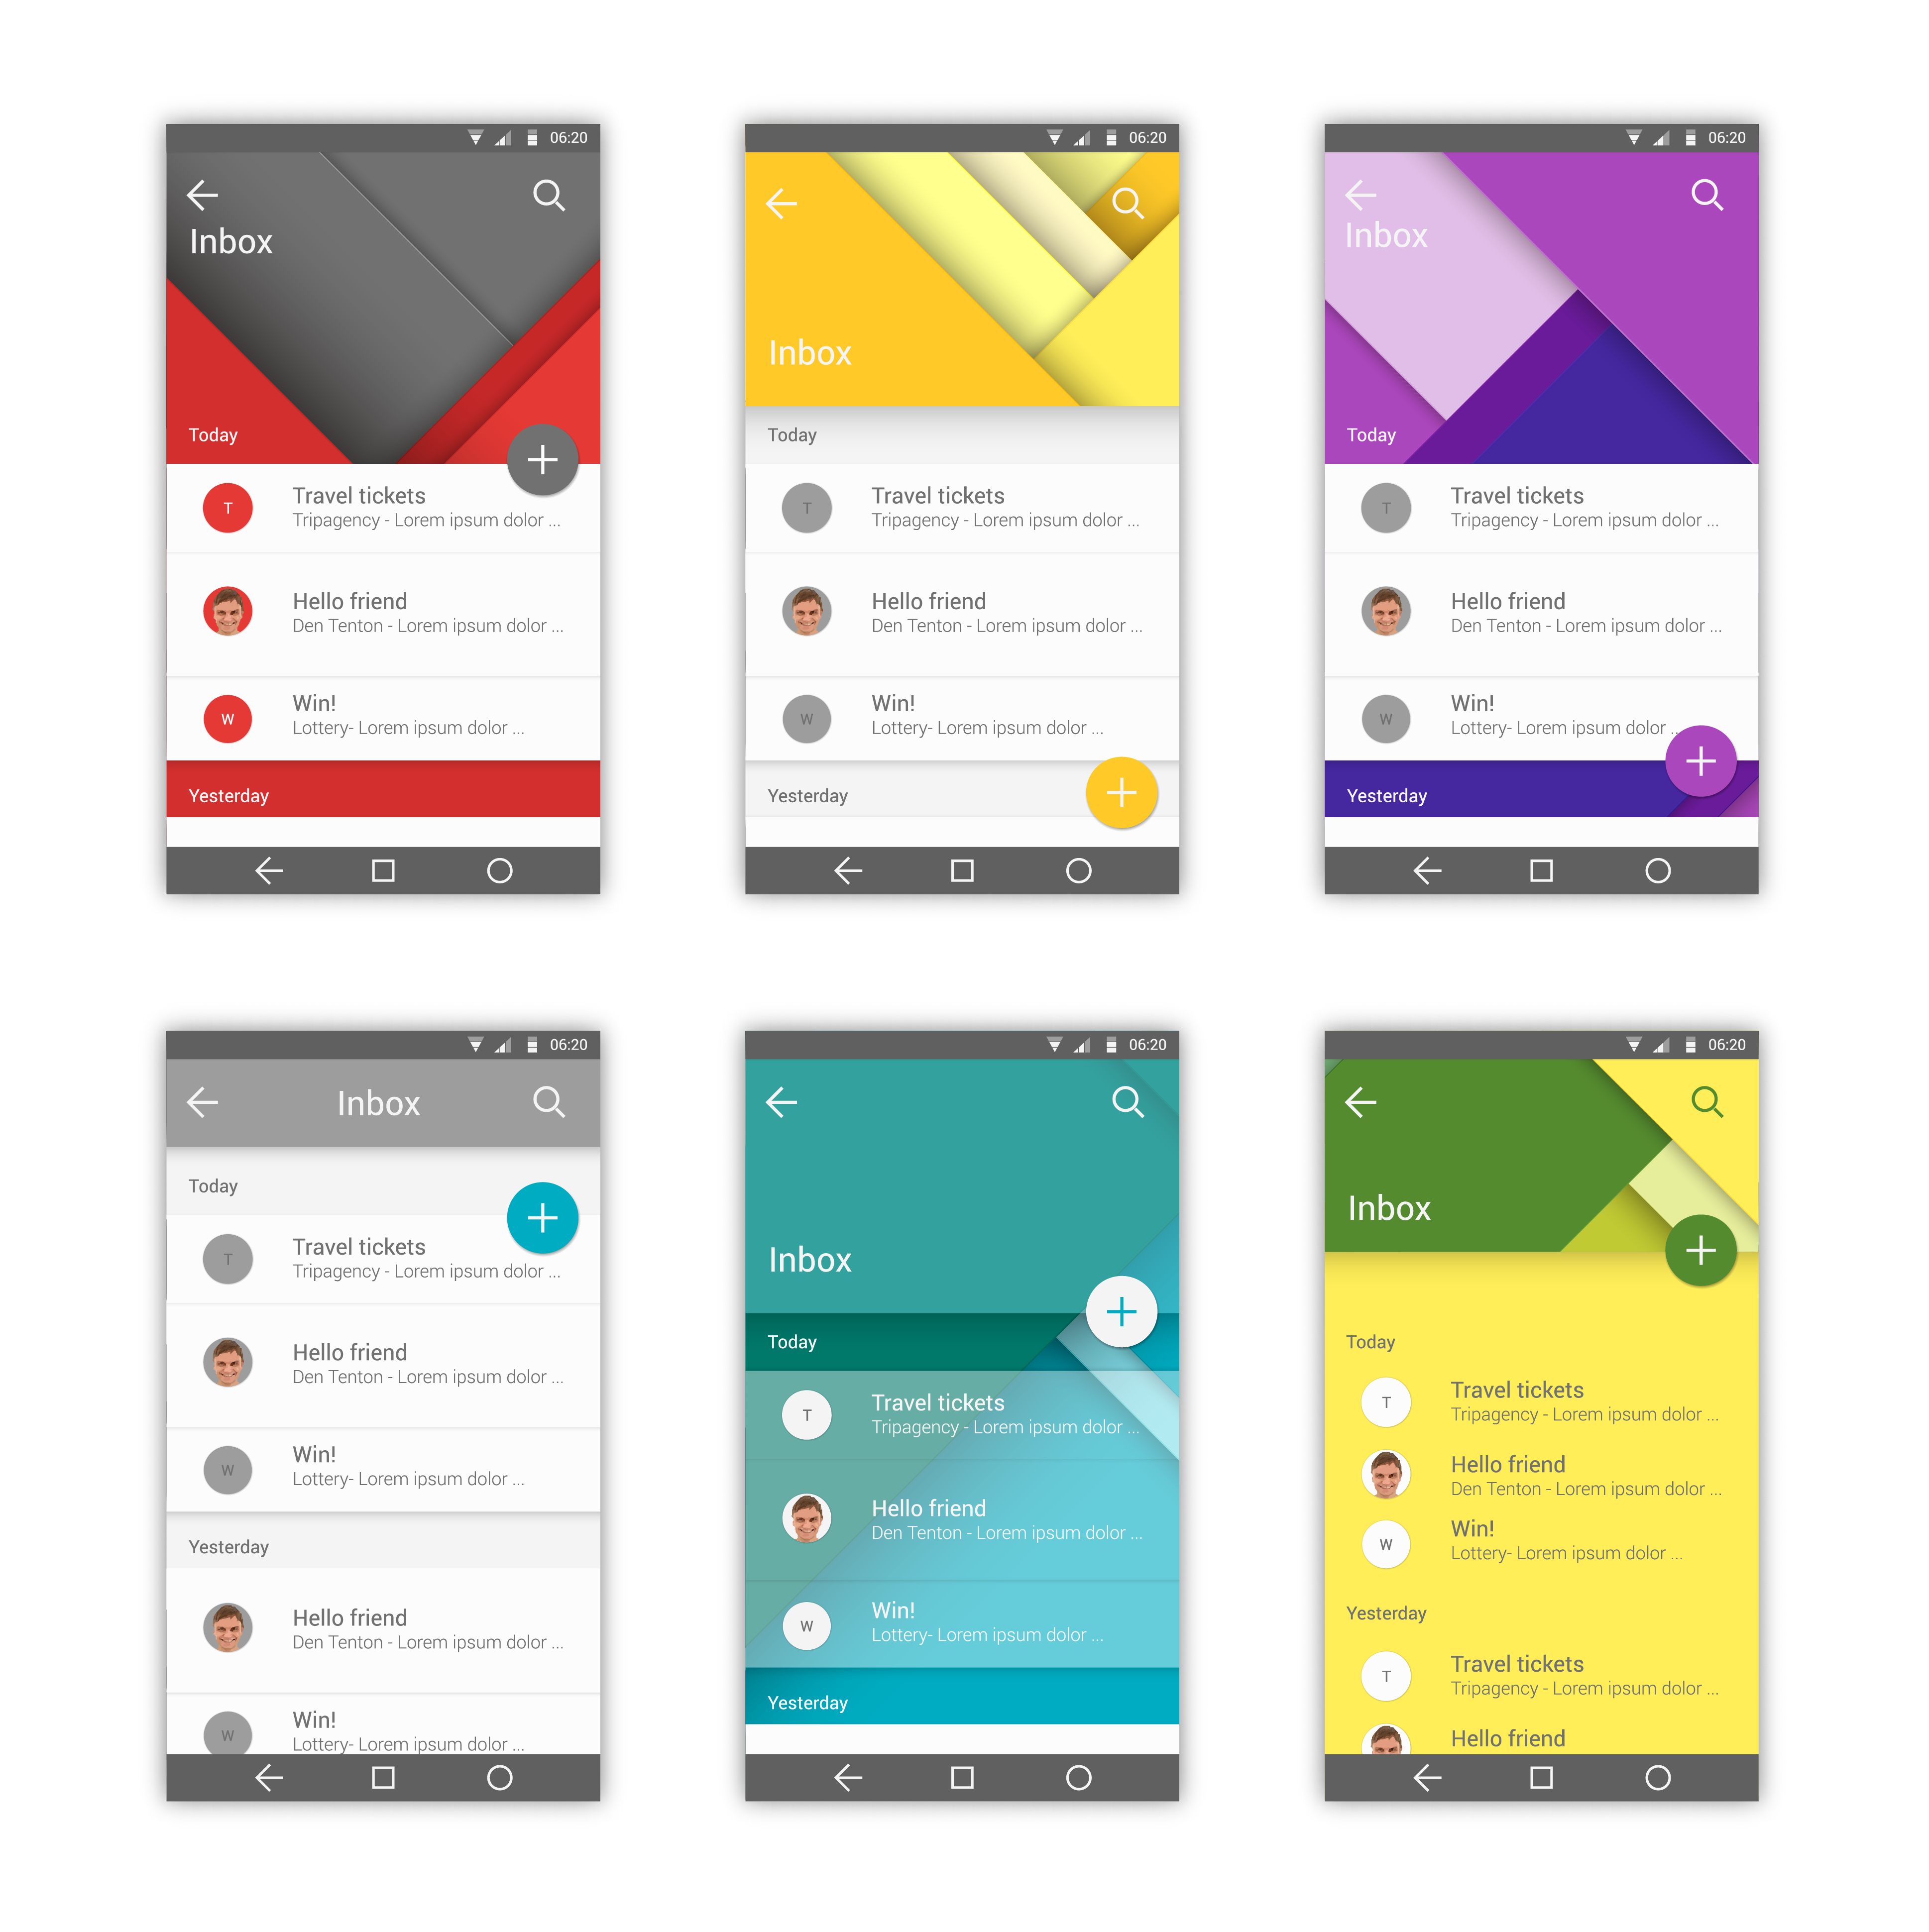 06:20
Inbox
Today
T
Travel tickets
Tripagency - Lorem ipsum dolor ...
Hello friend
Den Tenton - Lorem ipsum dolor ...
W
Win!
Lottery- Lorem ipsum dolor ...
Yesterday
06:20
Inbox
Today
T
Travel tickets
Tripagency - Lorem ipsum dolor ...
Hello friend
Den Tenton - Lorem ipsum dolor ...
W
Win!
Lottery- Lorem ipsum dolor ...
Yesterday
06:20
Inbox
Today
T
Travel tickets
Tripagency - Lorem ipsum dolor ...
Hello friend
Den Tenton - Lorem ipsum dolor ...
W
Win!
Lottery- Lorem ipsum dolor ..
Yesterday
06:20
Inbox
Today
T
Travel tickets
Tripagency - Lorem ipsum dolor ...
Hello friend
Den Tenton - Lorem ipsum dolor ...
W
Win!
Lottery- Lorem ipsum dolor ...
Yesterday
Hello friend
Den Tenton - Lorem ipsum dolor ...
W
Win!
Lottery- Lorem ipsum dolor ...
06:20
Inbox
Today
T
Travel tickets
Tripagency - Lorem ipsum dolor ...
Hello friend
Den Tenton - Lorem ipsum dolor ...
W
Win!
Lottery- Lorem ipsum dolor ...
Yesterday
06:20
Inbox
Today
T
Travel tickets
Tripagency - Lorem ipsum dolor ...
Hello friend
Den Tenton - Lorem ipsum dolor ...
W
Win!
Lottery- Lorem ipsum dolor ...
Yesterday
T
Travel tickets
Tripagency - Lorem ipsum dolor ...
Hello friend